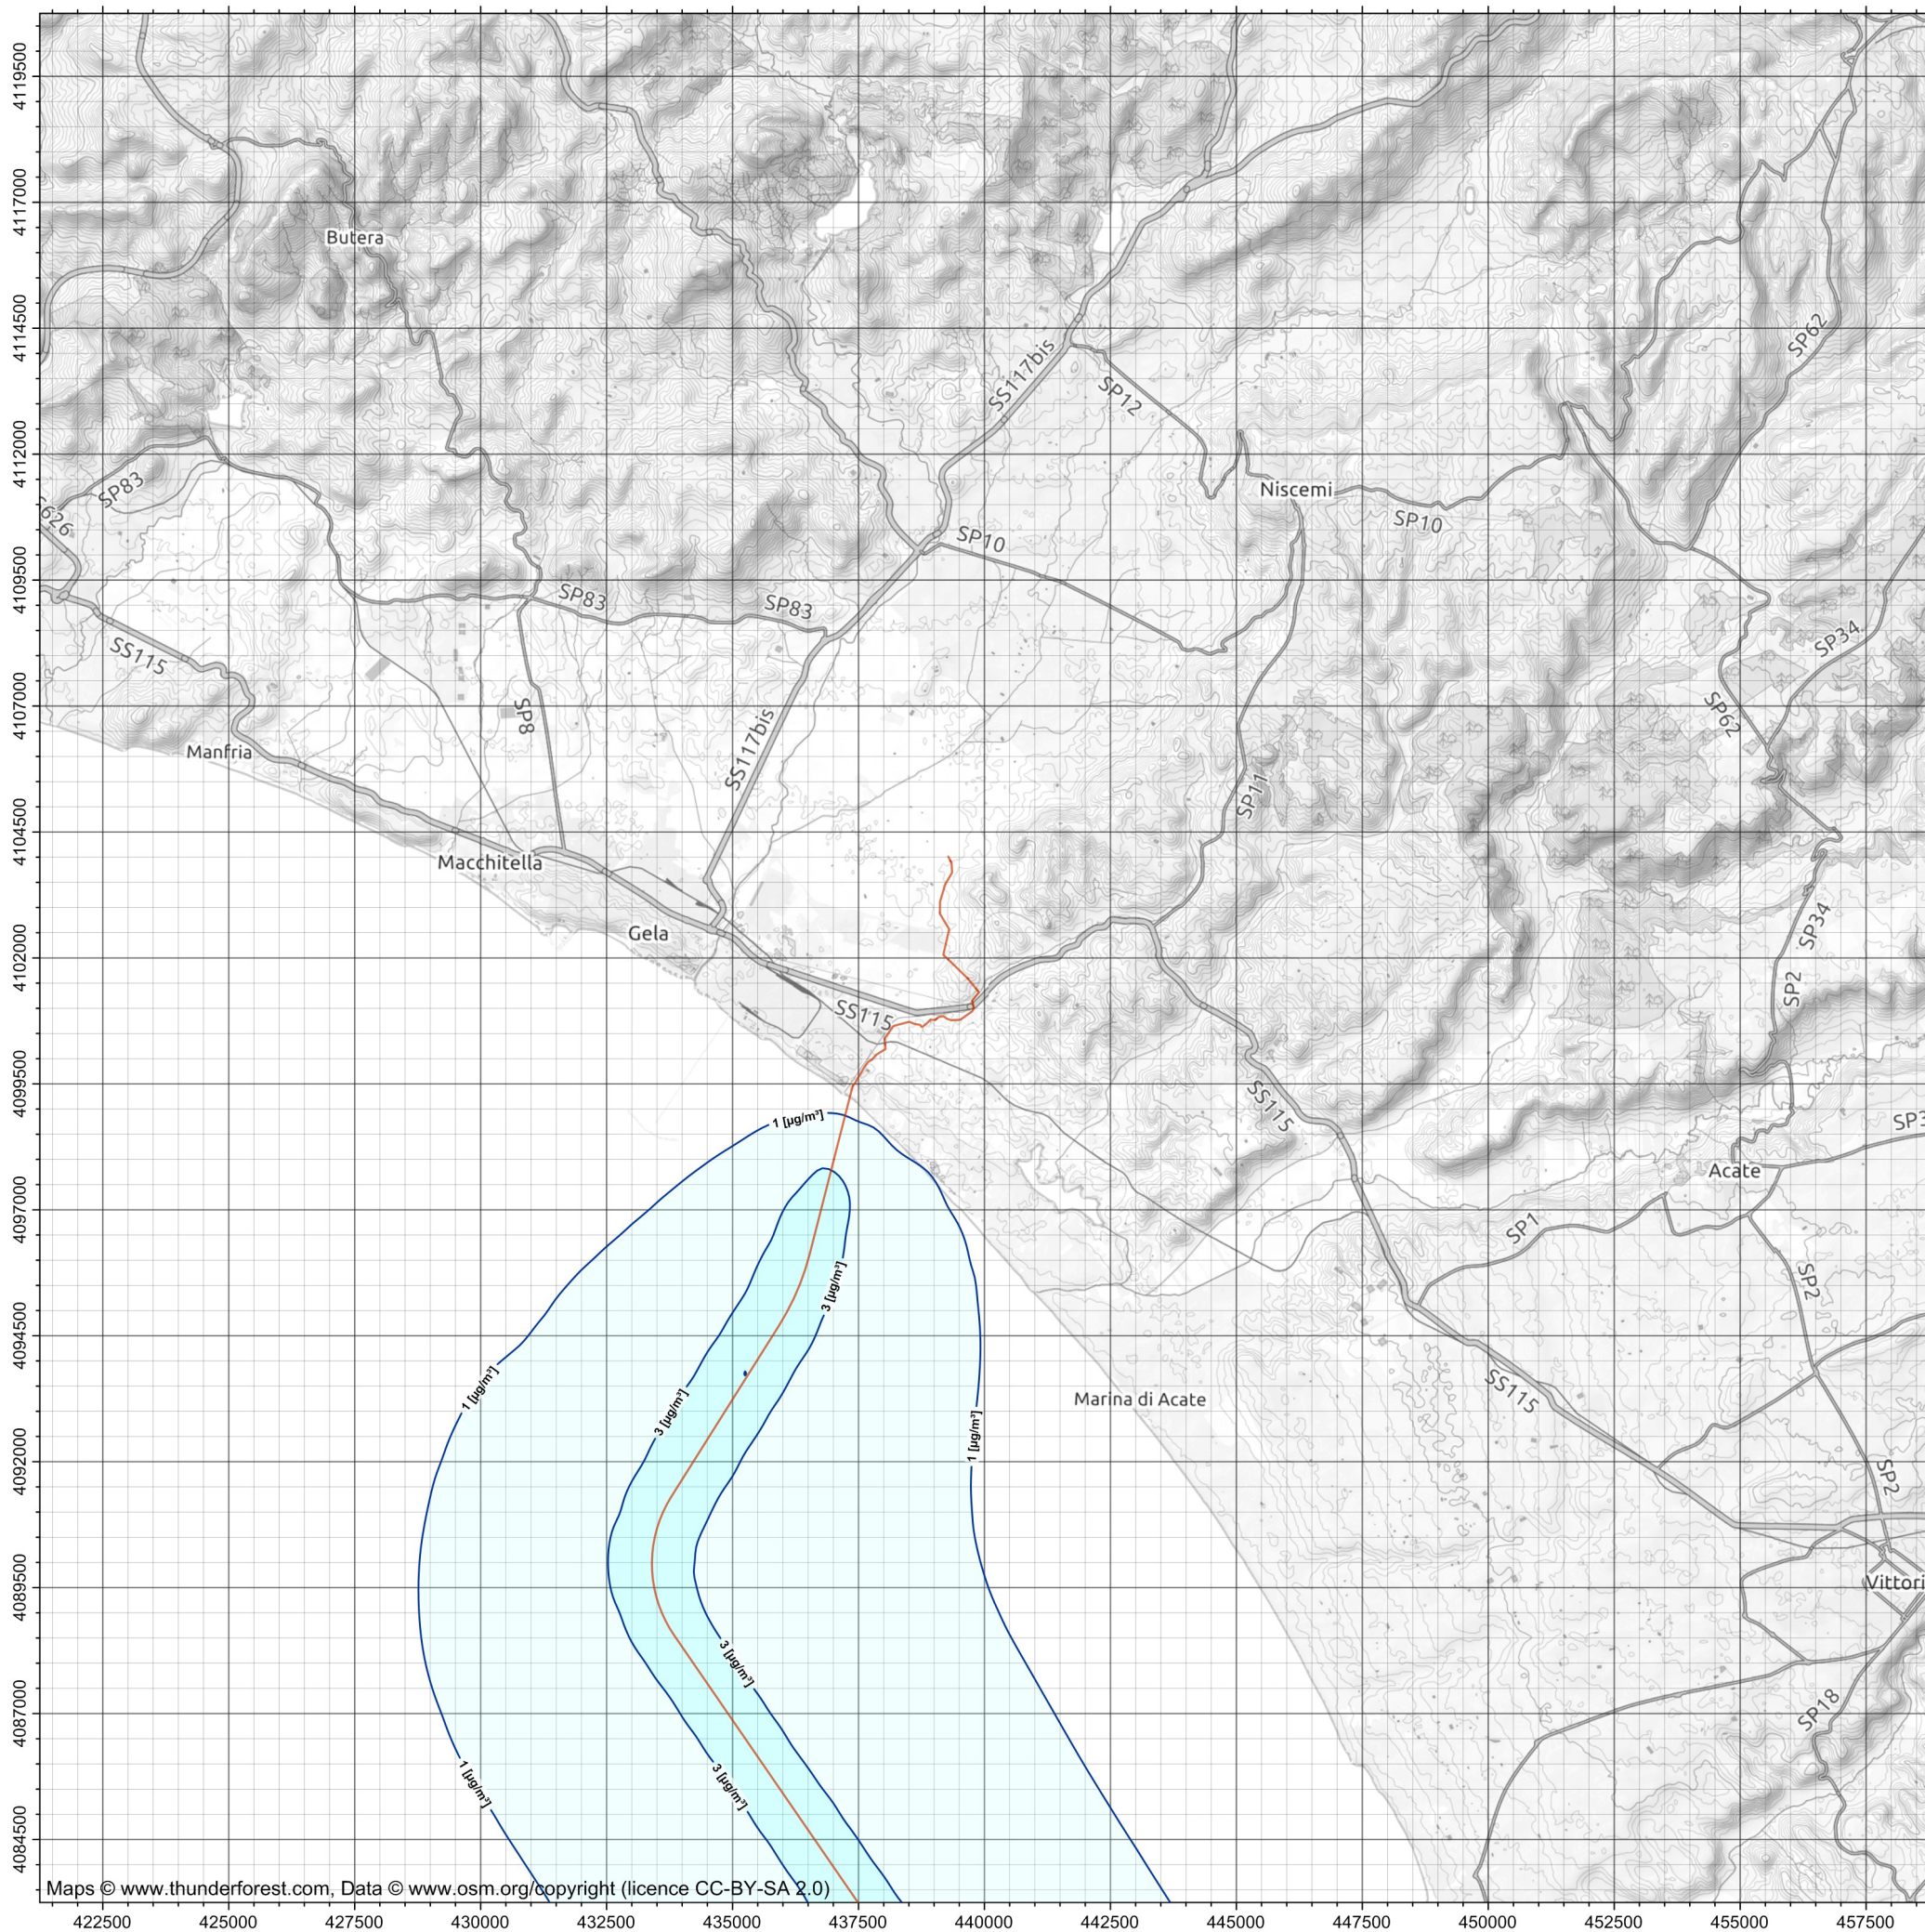 4119500
4117000
Butera
4114500
SP62
SS117bis
SP12
4112000
SP83
Niscemi
SP10
626
SP10
4109500
SP83
SP83
SP34
SS115
4107000
SP8
SP62
SS117bis
Manfria
SP11
4104500
Macchitella
SP34
Gela
4102000
SP2
SS115
4099500
SS115
1 [µg/m³]
SP3
Acate
4097000
SP1
3 [µg/m³]
SP2
4094500
1 [µg/m³]
3 [µg/m³]
SS115
Marina di Acate
1 [µg/m³]
4092000
SP2
4089500
Vittori
3 [µg/m³]
4087000
SP18
1 [µg/m³]
3 [µg/m³]
4084500
Maps © www.thunderforest.com, Data © www.osm.org/copyright (licence CC-BY-SA 2.0)
422500 425000 427500 430000 432500 435000 437500 440000 442500 445000 447500 450000 452500 455000 457500